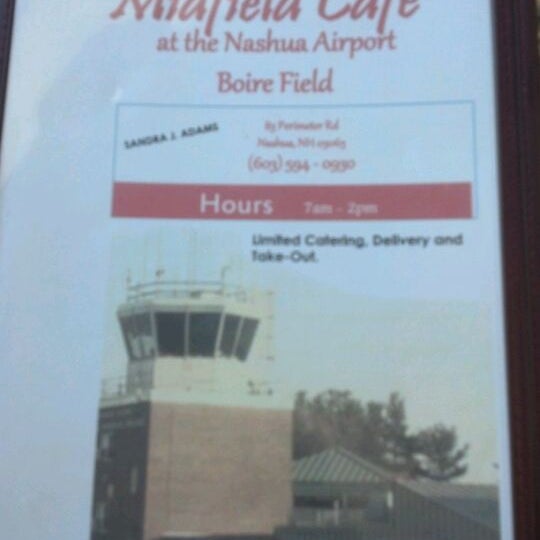 Midfield Cafe
at the Nashua Airport
Boire Field
SANDRA J. ADAMS
83 Perimeter Rd
Nashua, NH 03063
(603) 594 - 0930
Hours 7am - 2pm
Limited Catering, Delivery and
Take-Out.